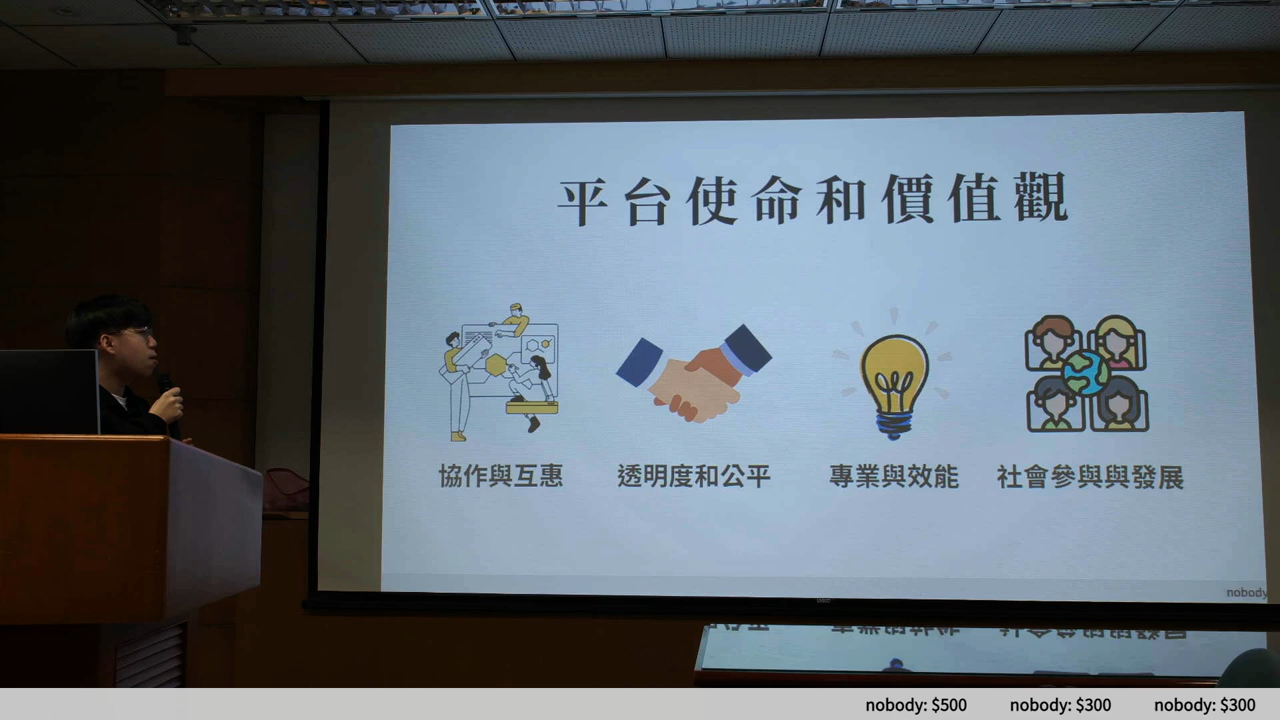 平台使命和價值觀
協作與互惠
透明度和公平
專業與效能
社會參與與發展
nobody
nobody: $500
nobody: $300
nobody: $300